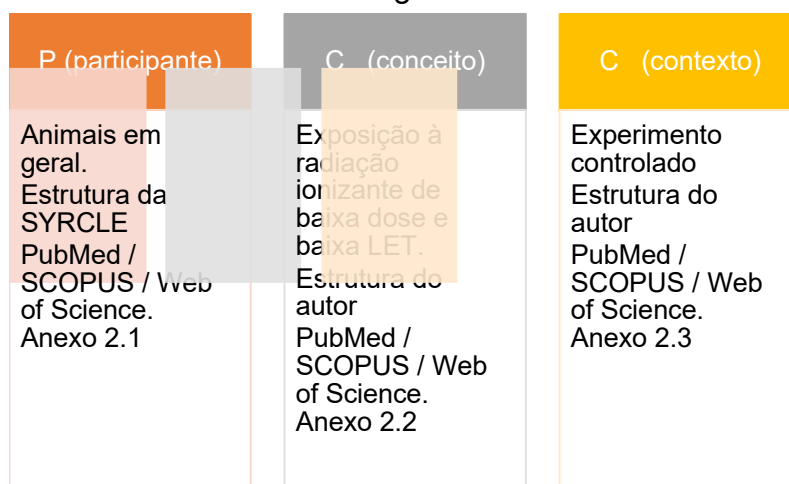 P (participante)
Animais em
geral.
Estrutura da
SYRCLE
PubMed /
SCOPUS / Web
of Science.
Anexo 2.1
C (conceito)
Exposição à
radiação
ionizante de
baixa dose e
baixa LET.
Estrutura do
autor
PubMed /
SCOPUS / Web
of Science.
Anexo 2.2
C (contexto)
Experimento
controlado
Estrutura do
autor
PubMed /
SCOPUS / Web
of Science.
Anexo 2.3